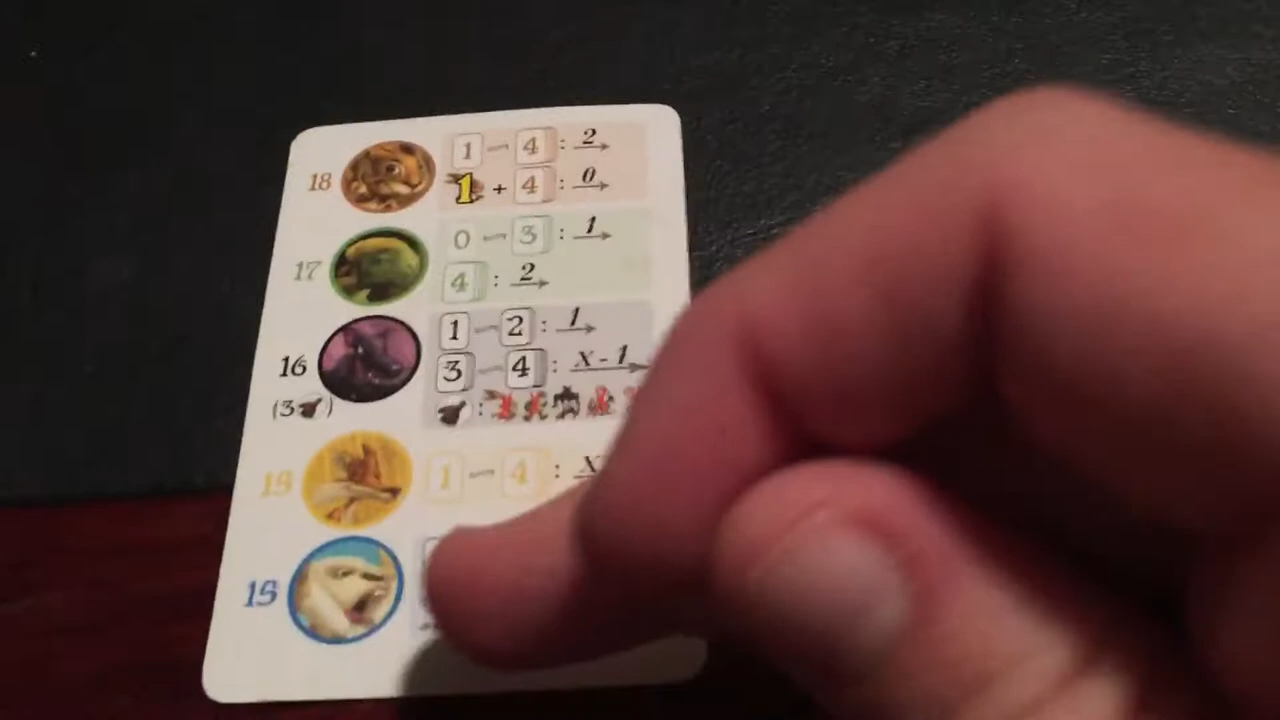 18 1 – 4 : 2
1 + 4 : 0
17 0 – 3 : 1
4 : 2
16 1 – 2 : 1
(3 ) 3 – 4 : X - 1
:
15 1 – 4 : X
15